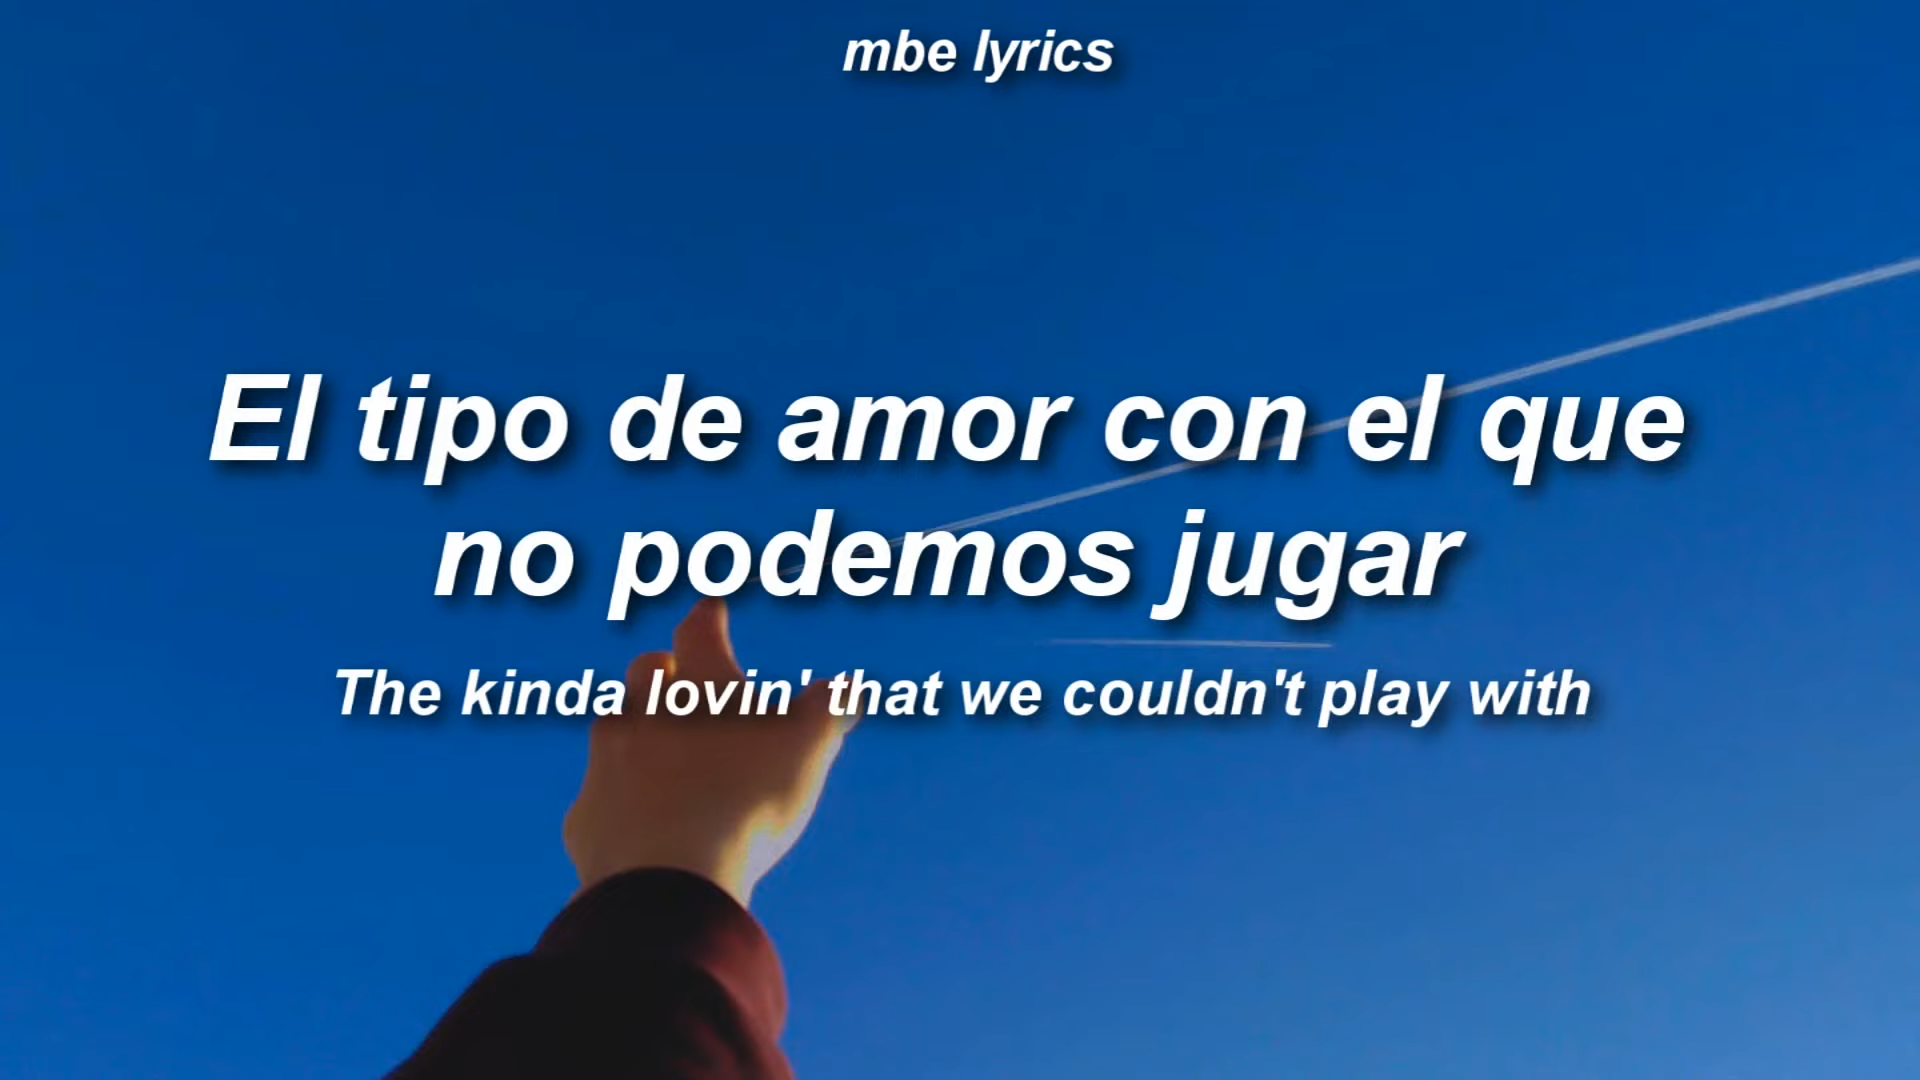 mbe lyrics
El tipo de amor con el que
no podemos jugar
The kinda lovin' that we couldn't play with